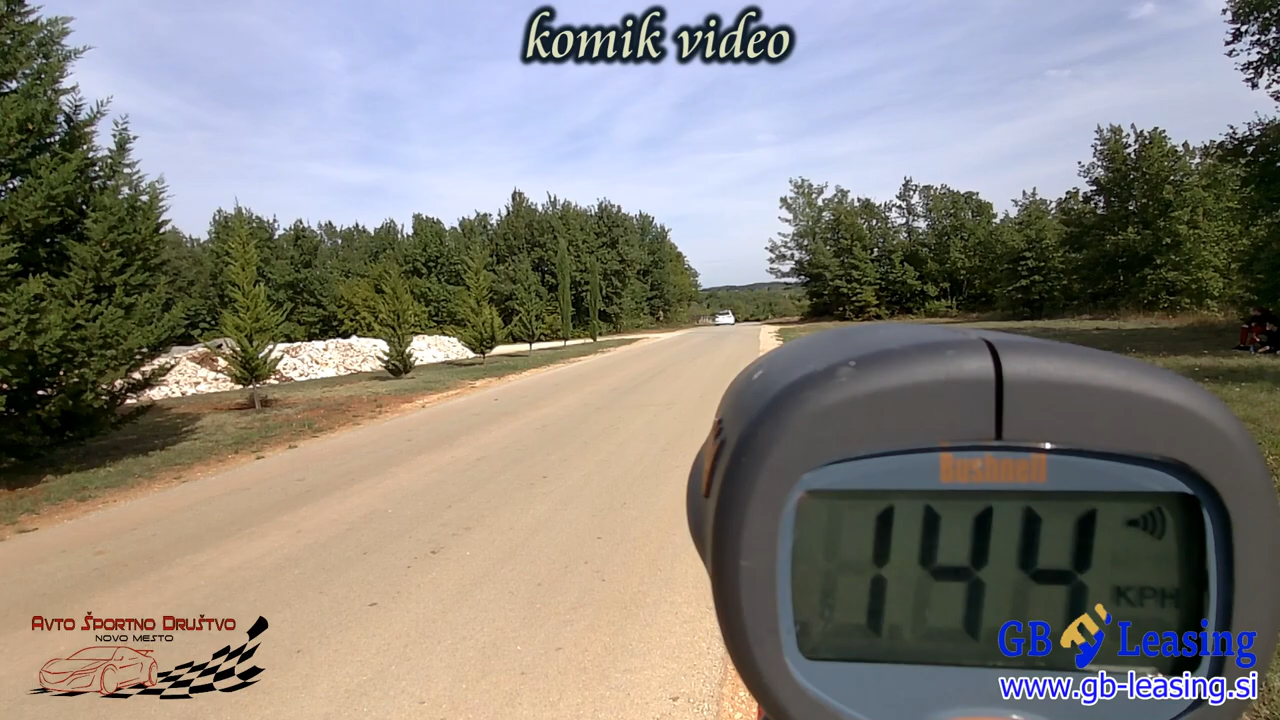 komik video
Bushnell
144
KPH
GB Leasing
www.gb-leasing.si
Avto Športno Društvo
NOVO MESTO